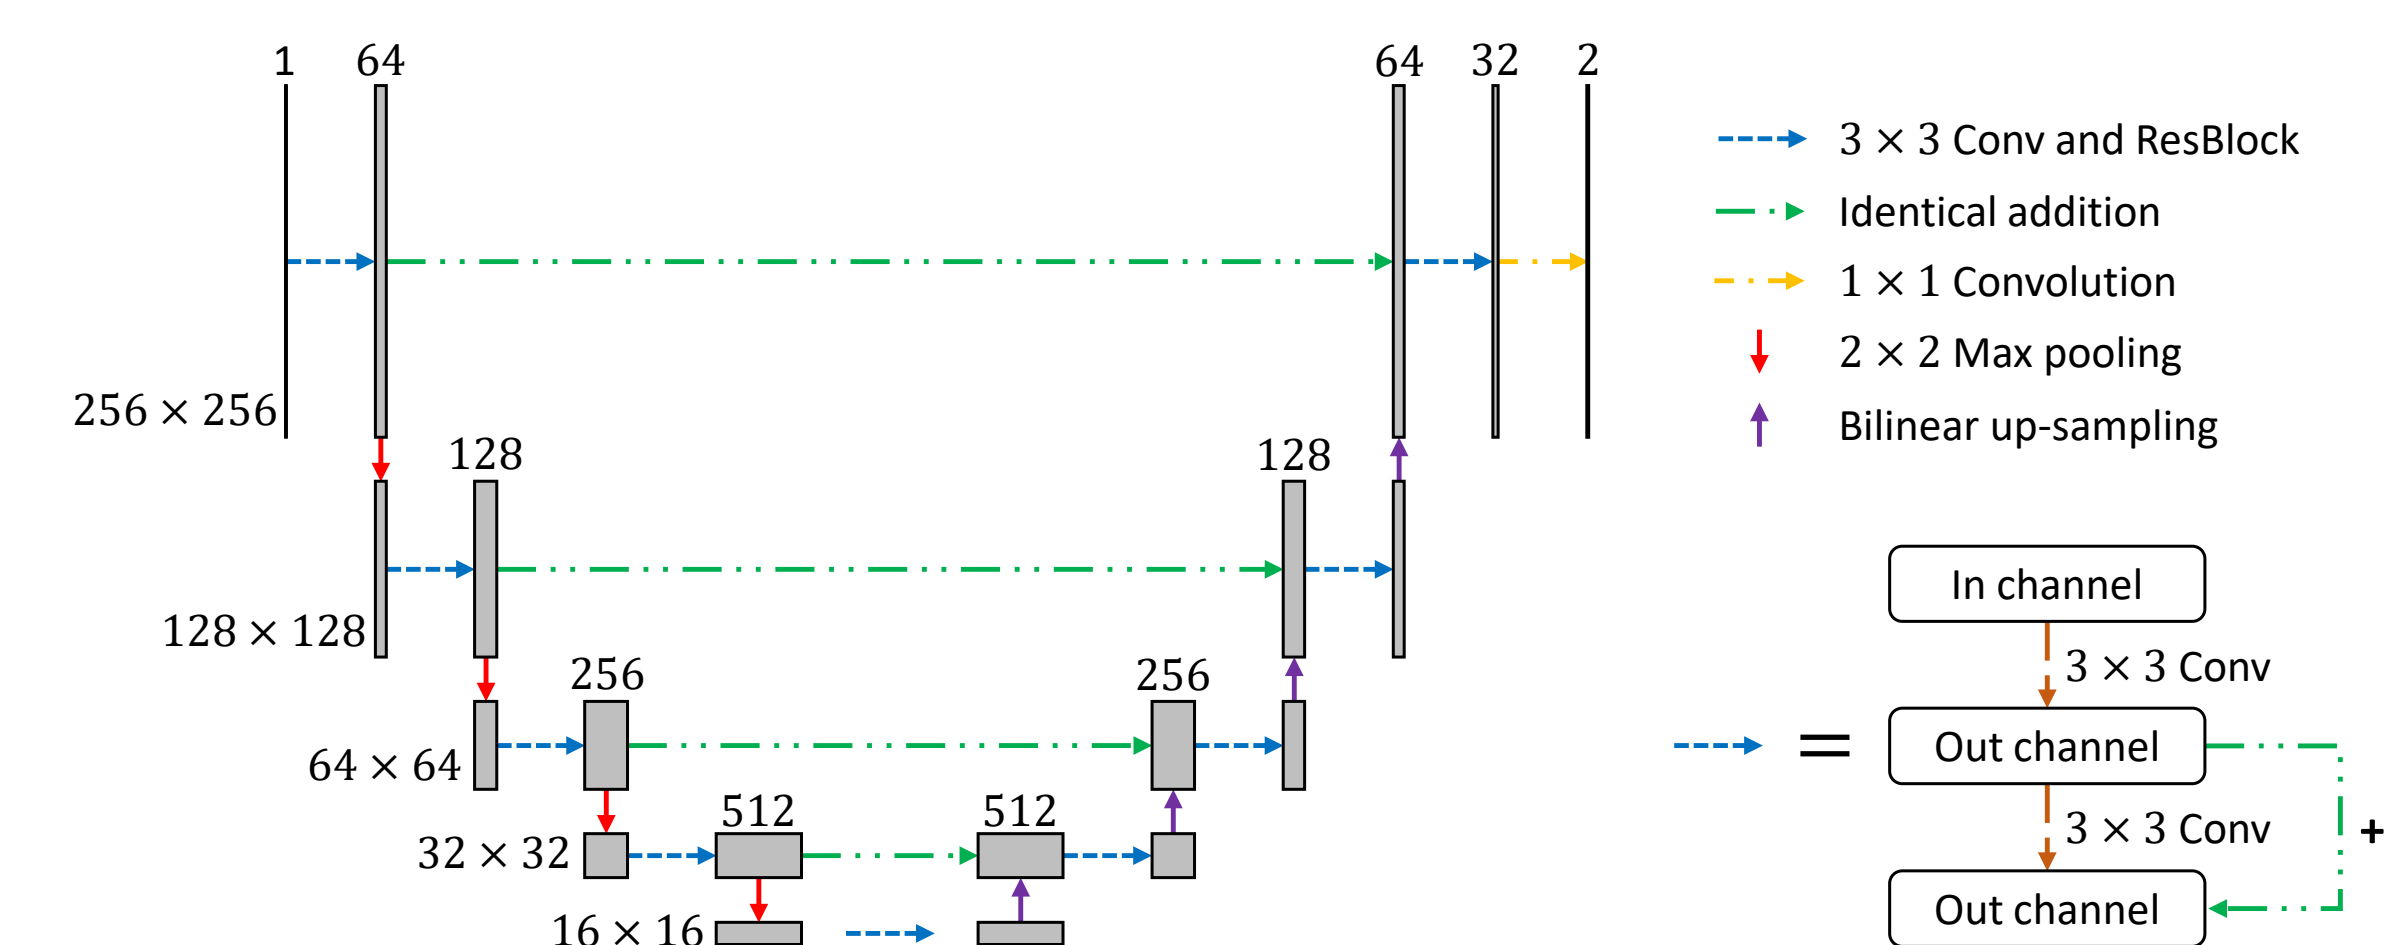 1 64 64 32 2
3 × 3 Conv and ResBlock
Identical addition
1 × 1 Convolution
2 × 2 Max pooling
256 × 256
Bilinear up-sampling
128 128
In channel
128 × 128
3 × 3 Conv
256 256
64 × 64
= Out channel
512 512
3 × 3 Conv
+
32 × 32
Out channel
16 × 16